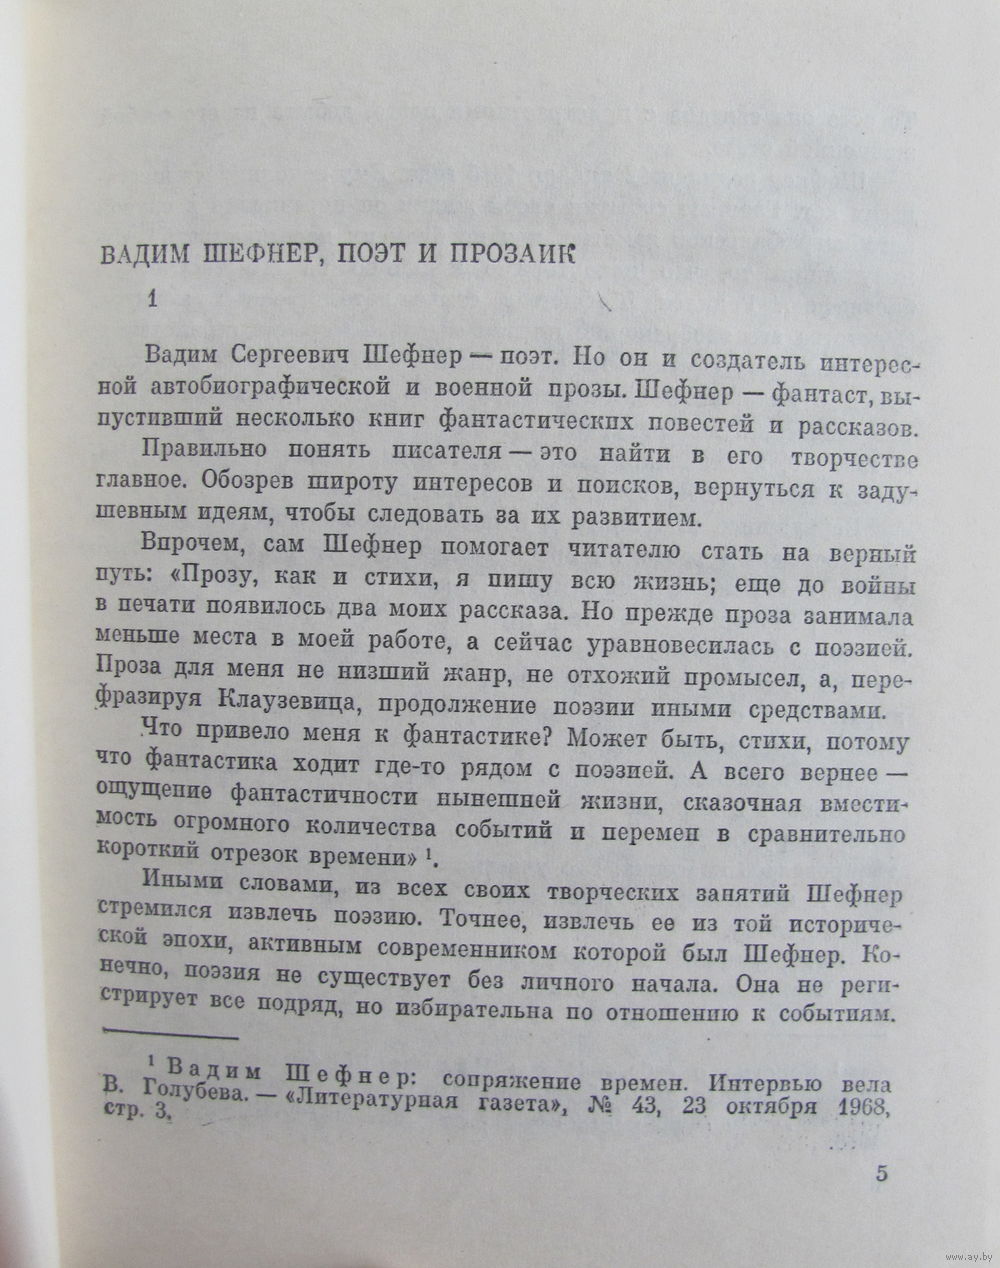 ВАДИМ ШЕФНЕР, ПОЭТ И ПРОЗАИК
1
Вадим Сергеевич Шефнер — поэт. Но он и создатель интерес-
ной автобиографической и военной прозы. Шефнер — фантаст, вы-
пустивший несколько книг фантастических повестей и рассказов.
Правильно понять писателя — это найти в его творчестве
главное. Обозрев широту интересов и поисков, вернуться к заду-
шевным идеям, чтобы следовать за их развитием.
Впрочем, сам Шефнер помогает читателю стать на верный
путь: «Прозу, как и стихи, я пишу всю жизнь; еще до войны
в печати появилось два моих рассказа. Но прежде проза занимала
меньше места в моей работе, а сейчас уравновесилась с поэзией.
Проза для меня не низший жанр, не отхожий промысел, а, пере-
фразируя Клаузевица, продолжение поэзии иными средствами.
Что привело меня к фантастике? Может быть, стихи, потому
что фантастика ходит где-то рядом с поэзией. А всего вернее —
ощущение фантастичности нынешней жизни, сказочная вмести-
мость огромного количества событий и перемен в сравнительно
короткий отрезок времени» ¹.
Иными словами, из всех своих творческих занятий Шефнер
стремился извлечь поэзию. Точнее, извлечь ее из той историче-
ской эпохи, активным современником которой был Шефнер. Ко-
нечно, поэзия не существует без личного начала. Она не реги-
стрирует все подряд, но избирательна по отношению к событиям.
¹ Вадим Шефнер: сопряжение времен. Интервью вела
В. Голубева. — «Литературная газета», № 43, 23 октября 1968,
стр. 3.
5
www.ay.by